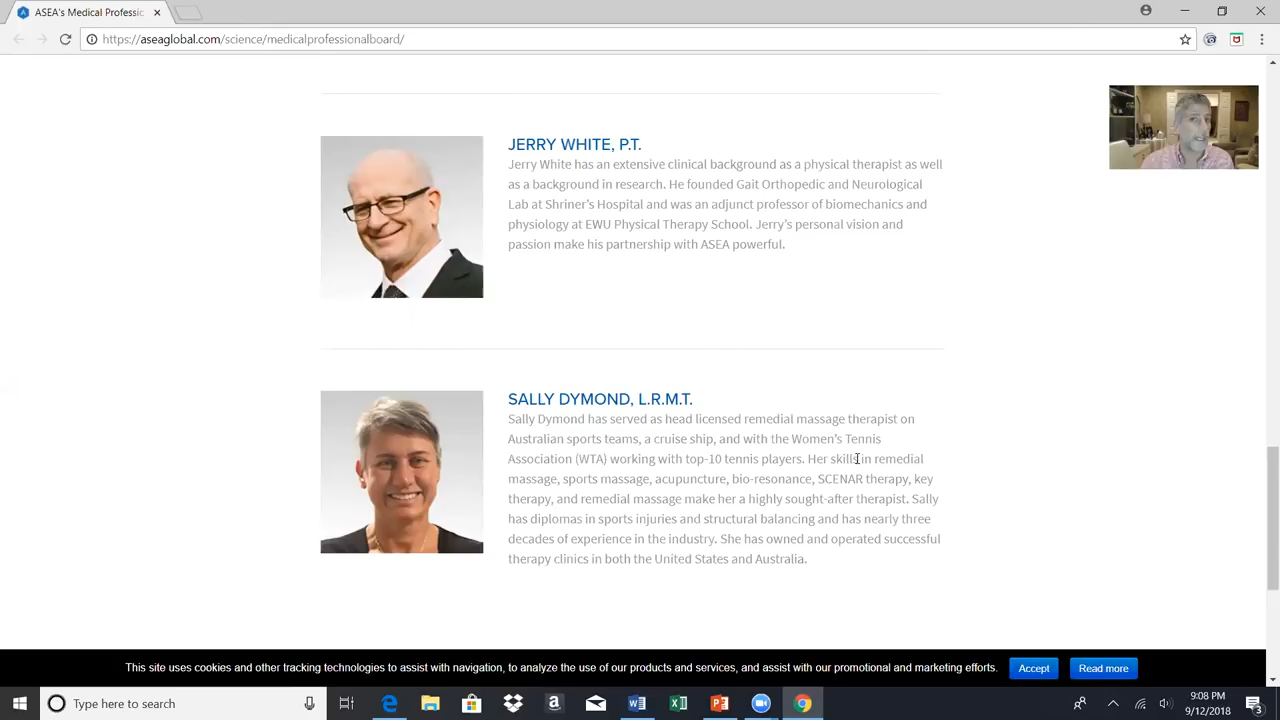 ASEA's Medical Professic
https://aseaglobal.com/science/medicalprofessionalboard/
JERRY WHITE, P.T.
Jerry White has an extensive clinical background as a physical therapist as well
as a background in research. He founded Gait Orthopedic and Neurological
Lab at Shriner's Hospital and was an adjunct professor of biomechanics and
physiology at EWU Physical Therapy School. Jerry's personal vision and
passion make his partnership with ASEA powerful.
SALLY DYMOND, L.R.M.T.
Sally Dymond has served as head licensed remedial massage therapist on
Australian sports teams, a cruise ship, and with the Women's Tennis
Association (WTA) working with top-10 tennis players. Her skills in remedial
massage, sports massage, acupuncture, bio-resonance, SCENAR therapy, key
therapy, and remedial massage make her a highly sought-after therapist. Sally
has diplomas in sports injuries and structural balancing and has nearly three
decades of experience in the industry. She has owned and operated successful
therapy clinics in both the United States and Australia.
This site uses cookies and other tracking technologies to assist with navigation, to analyze the use of our products and services, and assist with our promotional and marketing efforts.
Accept
Read more
Type here to search
9:08 PM
9/12/2018
3